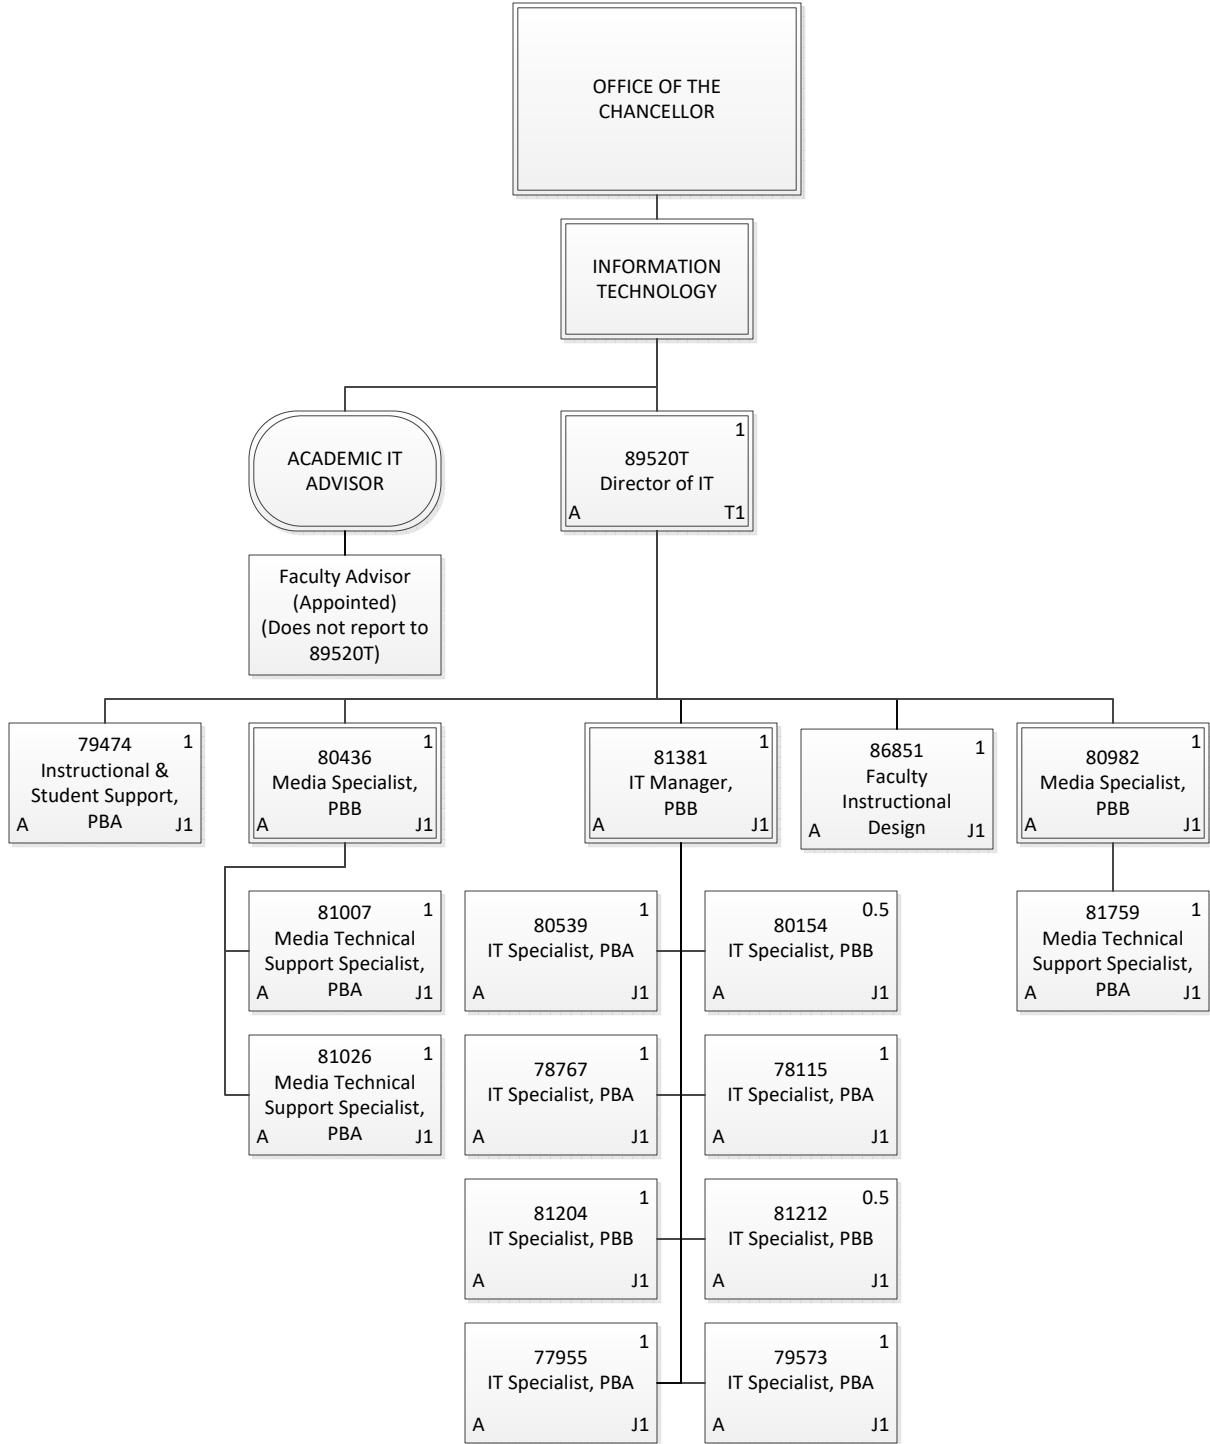 OFFICE OF THE
CHANCELLOR
INFORMATION
TECHNOLOGY
ACADEMIC IT
ADVISOR
1
89520T
Director of IT
A T1
Faculty Advisor
(Appointed)
(Does not report to
89520T)
79474 1
Instructional &
Student Support,
PBA
A J1
80436 1
Media Specialist,
PBB
A J1
81381 1
IT Manager,
PBB
A J1
86851 1
Faculty
Instructional
Design
A J1
80982 1
Media Specialist,
PBB
A J1
81007 1
Media Technical
Support Specialist,
PBA
A J1
81026 1
Media Technical
Support Specialist,
PBA
A J1
1
80539
IT Specialist, PBA
A J1
0.5
80154
IT Specialist, PBB
A J1
81759 1
Media Technical
Support Specialist,
PBA
A J1
1
78767
IT Specialist, PBA
A J1
1
78115
IT Specialist, PBA
A J1
1
81204
IT Specialist, PBB
A J1
0.5
81212
IT Specialist, PBB
A J1
1
77955
IT Specialist, PBA
A J1
1
79573
IT Specialist, PBA
A J1